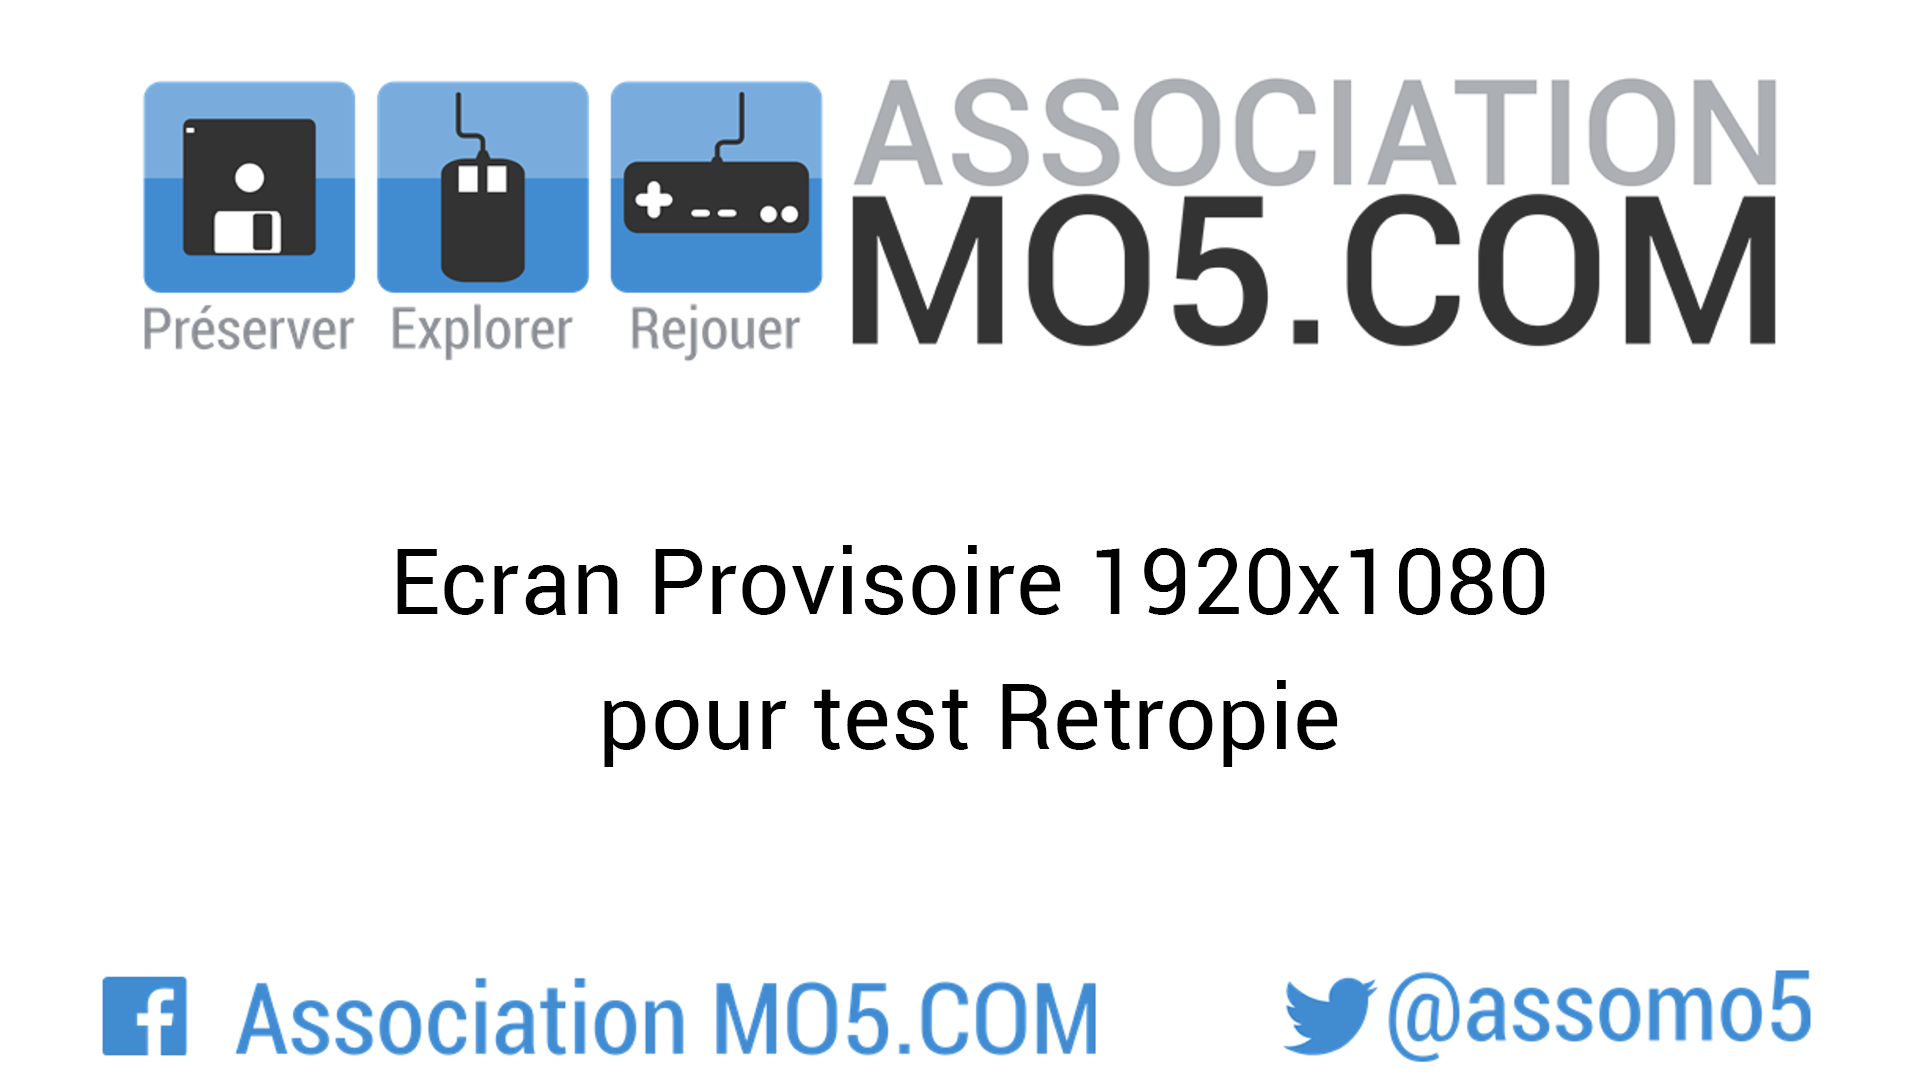 ASSOCIATION
MO5.COM
Préserver Explorer Rejouer
Ecran Provisoire 1920x1080
pour test Retropie
Association MO5.COM @assomo5